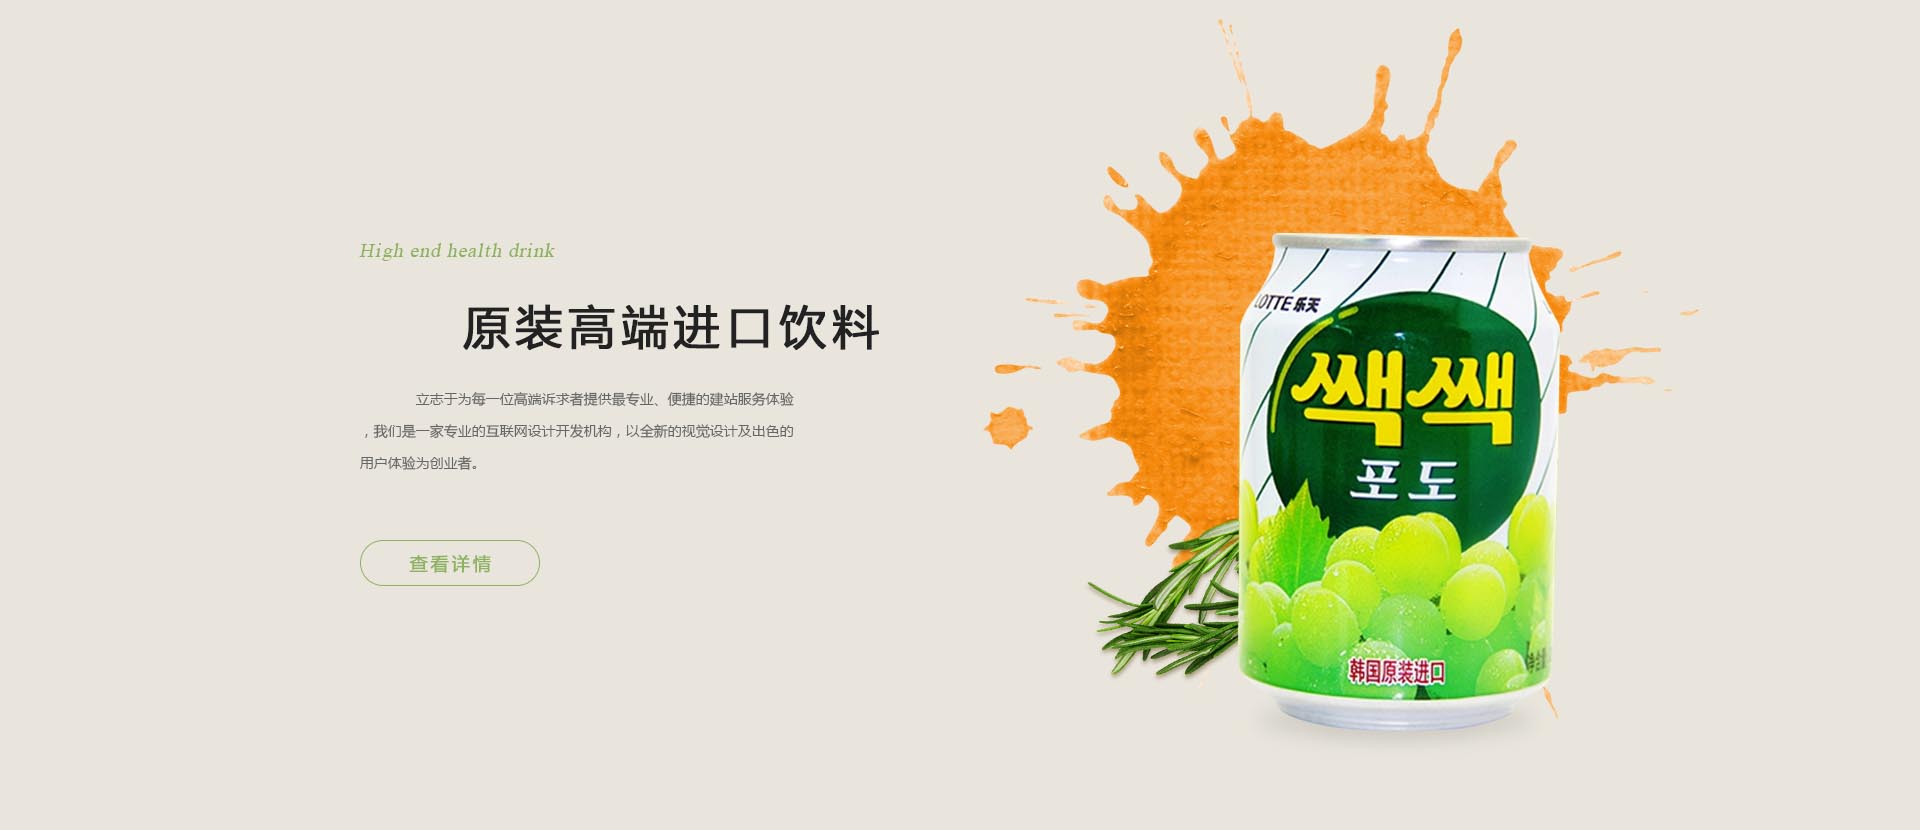 High end health drink
原装高端进口饮料
立志于为每一位高端诉求者提供最专业、便捷的建站服务体验
，我们是一家专业的互联网设计开发机构，以全新的视觉设计及出色的
用户体验为创业者。
查看详情
LOTTE 乐天
쌕쌕
포도
韩国原装进口
净含量